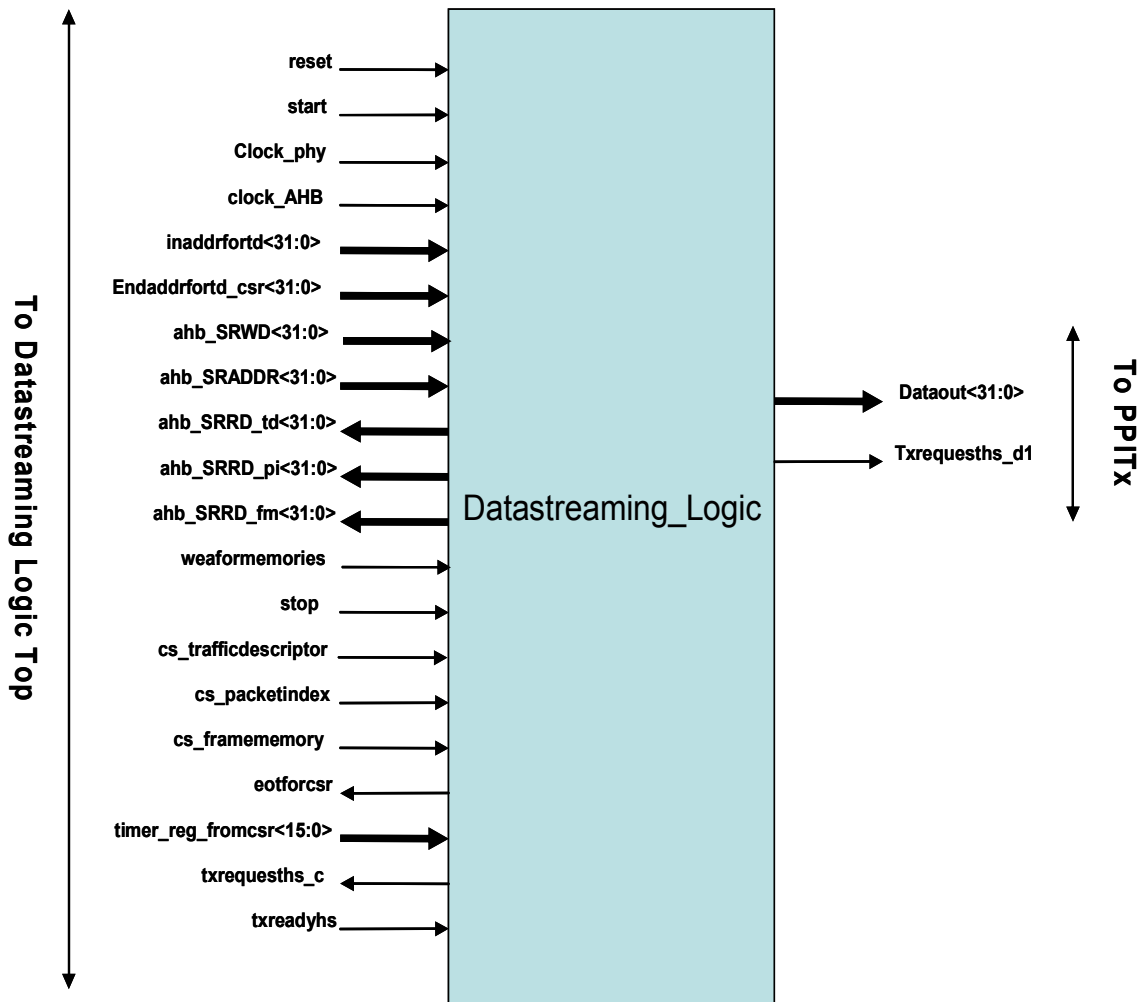 To Datastreaming Logic Top
reset
start
Clock_phy
clock_AHB
inaddrfortd<31:0>
Endaddrfortd_csr<31:0>
ahb_SRWD<31:0>
ahb_SRADDR<31:0>
ahb_SRRD_td<31:0>
ahb_SRRD_pi<31:0>
ahb_SRRD_fm<31:0>
weaformemories
stop
cs_trafficdescriptor
cs_packetindex
cs_framememory
eotforcsr
timer_reg_fromcsr<15:0>
txrequesths_c
txreadyhs
Datastreaming_Logic
Dataout<31:0>
Txrequesths_d1
To PPITx